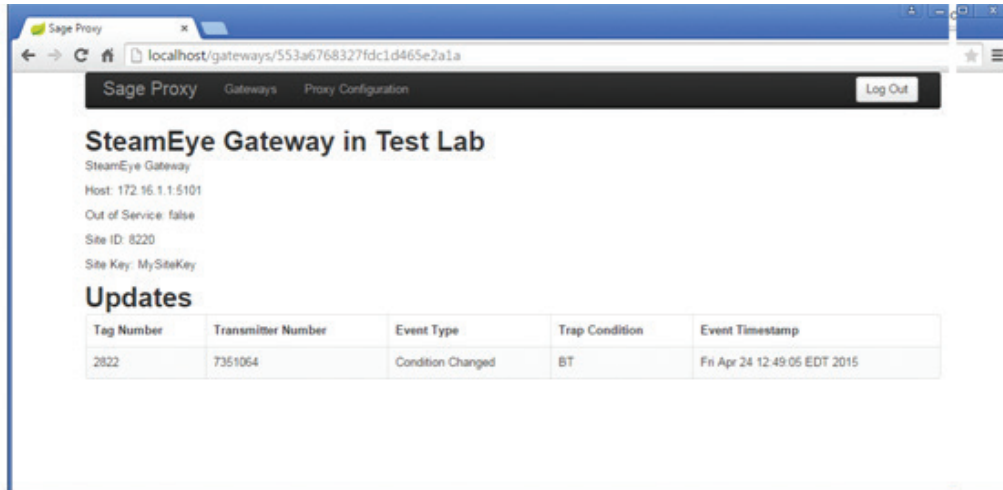 Sage Proxy
localhost/gateways/553a6768327fdc1d465e2a1a
Sage Proxy Gateways Proxy Configuration Log Out
SteamEye Gateway in Test Lab
SteamEye Gateway
Host: 172.16.1.1:5101
Out of Service: false
Site ID: 8220
Site Key: MySiteKey
Updates
Tag Number Transmitter Number Event Type Trap Condition Event Timestamp
2822 7351064 Condition Changed BT Fri Apr 24 12:49:05 EDT 2015